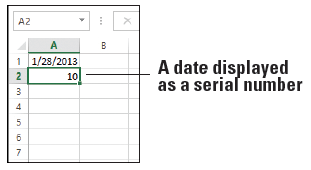 A2
A B
1 1/28/2013
2 10
3
4
5
6
7
A date displayed
as a serial number